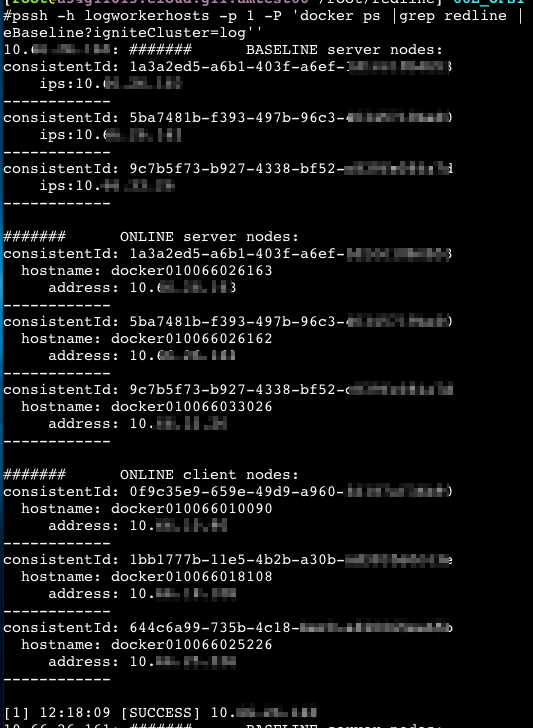 #pssh -h logworkerhosts -p 1 -P 'docker ps |grep redline |
eBaseline?igniteCluster=log''
####### BASELINE server nodes:
consistentId: 1a3a2ed5-a6b1-403f-a6ef-
ips:10.
------------
consistentId: 5ba7481b-f393-497b-96c3-
ips:10.
------------
consistentId: 9c7b5f73-b927-4338-bf52-
ips:10.
------------
####### ONLINE server nodes:
consistentId: 1a3a2ed5-a6b1-403f-a6ef-
hostname: docker010066026163
address: 10.
------------
consistentId: 5ba7481b-f393-497b-96c3-
hostname: docker010066026162
address: 10.
------------
consistentId: 9c7b5f73-b927-4338-bf52-
hostname: docker010066033026
address: 10.
------------
####### ONLINE client nodes:
consistentId: 0f9c35e9-659e-49d9-a960-
hostname: docker010066010090
address: 10.
------------
consistentId: 1bb1777b-11e5-4b2b-a30b-
hostname: docker010066018108
address: 10.
------------
consistentId: 644c6a99-735b-4c18-
hostname: docker010066025226
address: 10.
------------
[1] 12:18:09 [SUCCESS] 10.